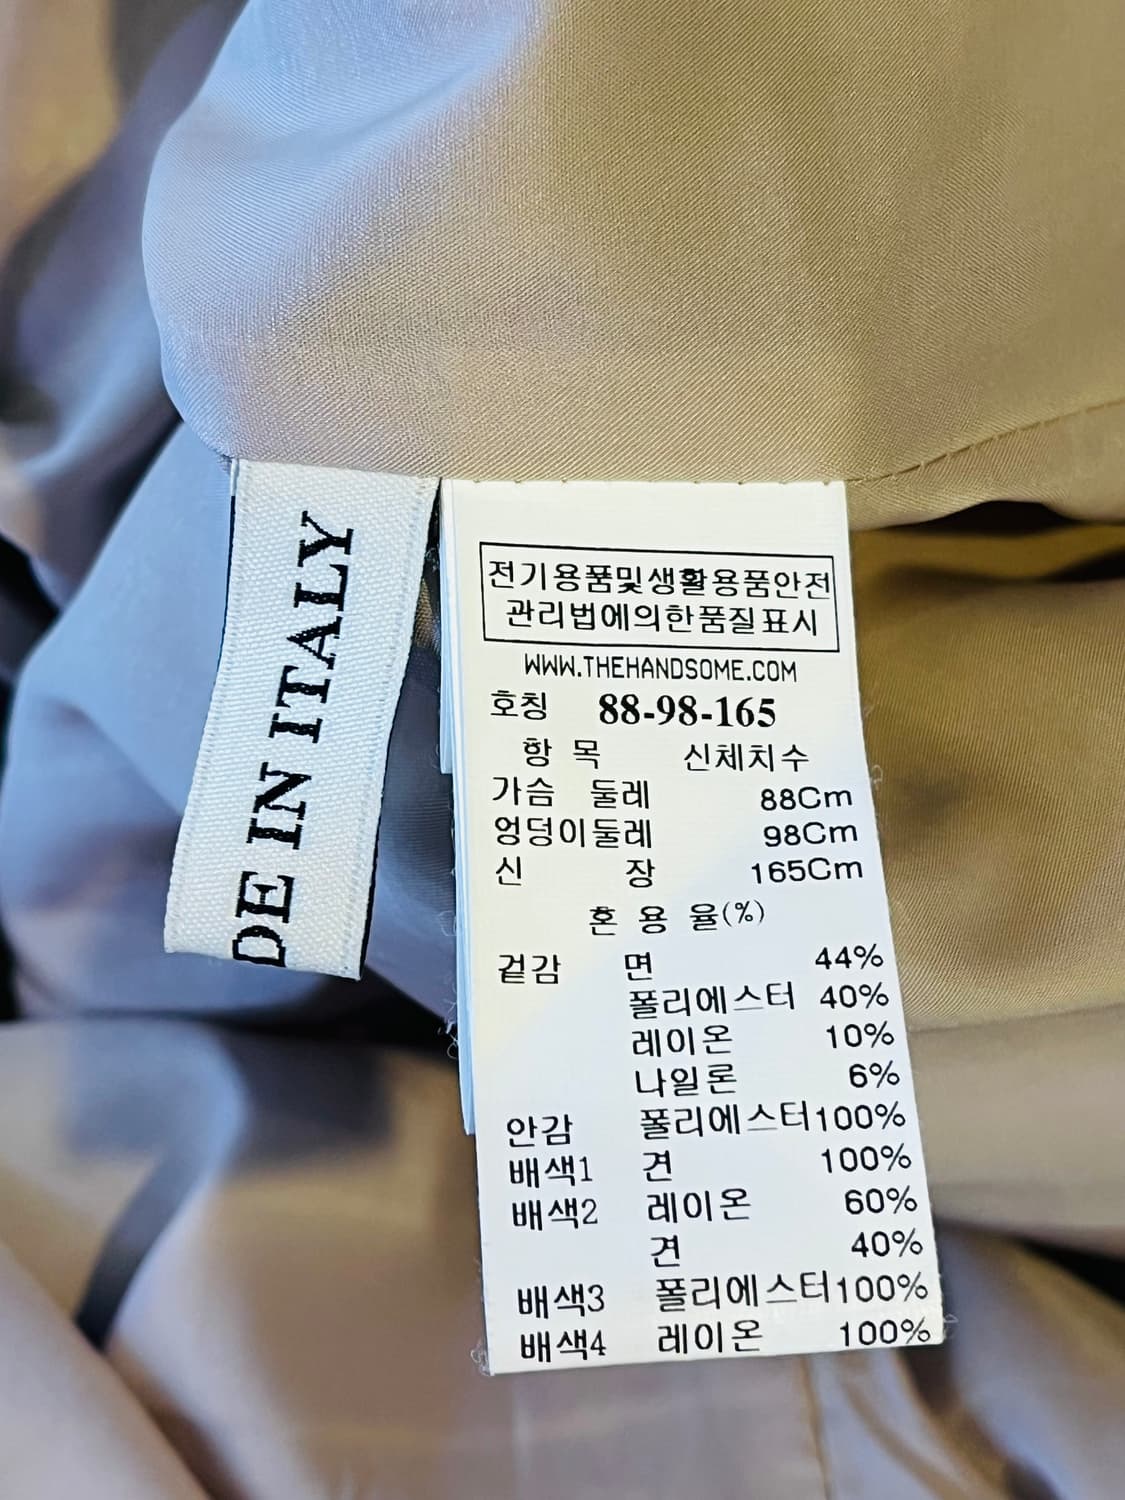 DE IN ITALY
전기용품및생활용품안전
관리법에의한품질표시
WWW.THEHANDSOME.COM
호칭 88-98-165
항 목 신체치수
가슴 둘레 88Cm
엉덩이둘레 98Cm
신 장 165Cm
혼 용 율(%)
겉감 면 44%
폴리에스터 40%
레이온 10%
나일론 6%
안감 폴리에스터100%
배색1 견 100%
배색2 레이온 60%
견 40%
배색3 폴리에스터100%
배색4 레이온 100%